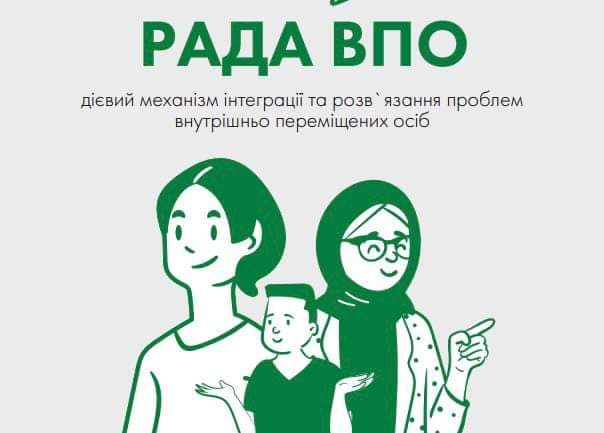 РАДА ВПО
дієвий механізм інтеграції та розв`язання проблем
внутрішньо переміщених осіб